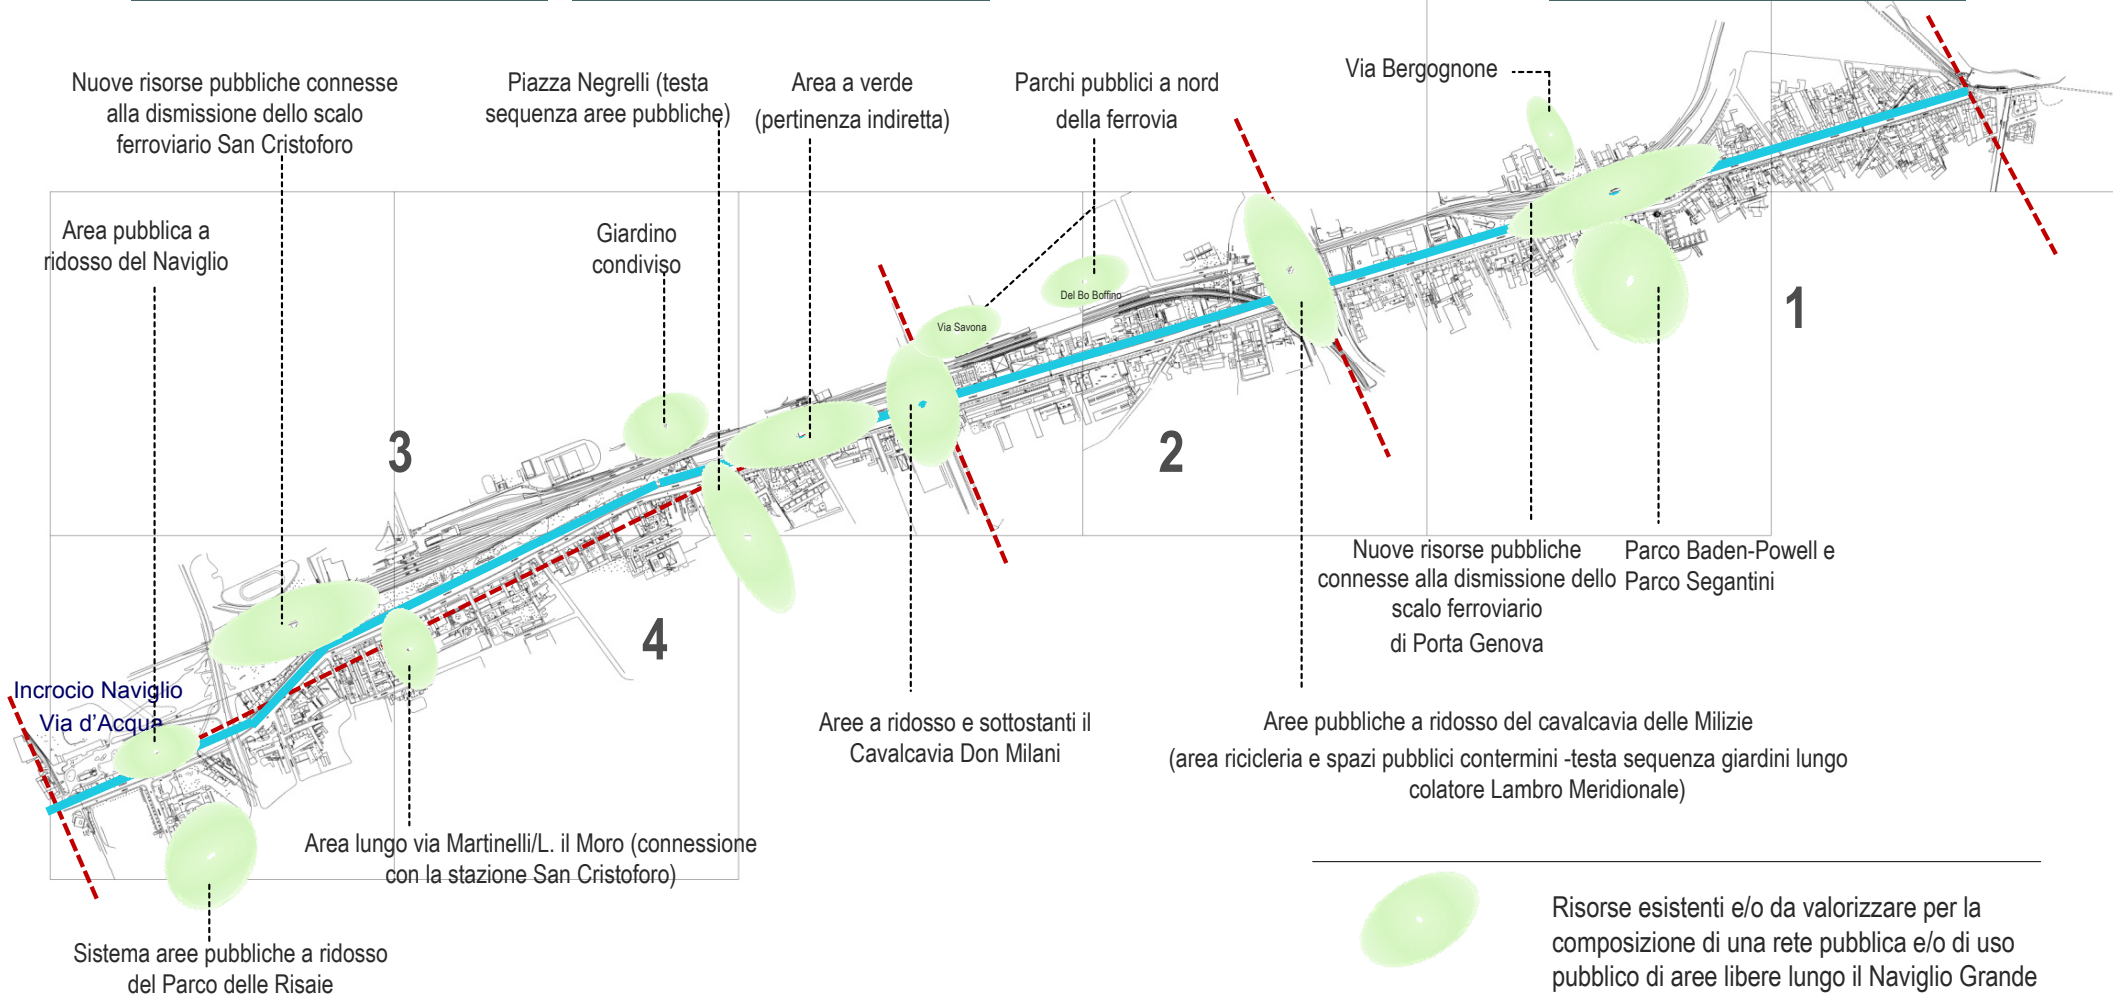 Nuove risorse pubbliche connesse
alla dismissione dello scalo
ferroviario San Cristoforo
Piazza Negrelli (testa
sequenza aree pubbliche)
Area a verde
(pertinenza indiretta)
Parchi pubblici a nord
della ferrovia
Via Bergognone
Area pubblica a
ridosso del Naviglio
Giardino
condiviso
Del Bo Boffino
Via Savona
1
2
3
4
Incrocio Naviglio
Via d’Acqua
Nuove risorse pubbliche
connesse alla dismissione dello
scalo ferroviario
di Porta Genova
Parco Baden-Powell e
Parco Segantini
Aree a ridosso e sottostanti il
Cavalcavia Don Milani
Aree pubbliche a ridosso del cavalcavia delle Milizie
(area ricicleria e spazi pubblici contermini -testa sequenza giardini lungo
colatore Lambro Meridionale)
Area lungo via Martinelli/L. il Moro (connessione
con la stazione San Cristoforo)
Sistema aree pubbliche a ridosso
del Parco delle Risaie
Risorse esistenti e/o da valorizzare per la
composizione di una rete pubblica e/o di uso
pubblico di aree libere lungo il Naviglio Grande